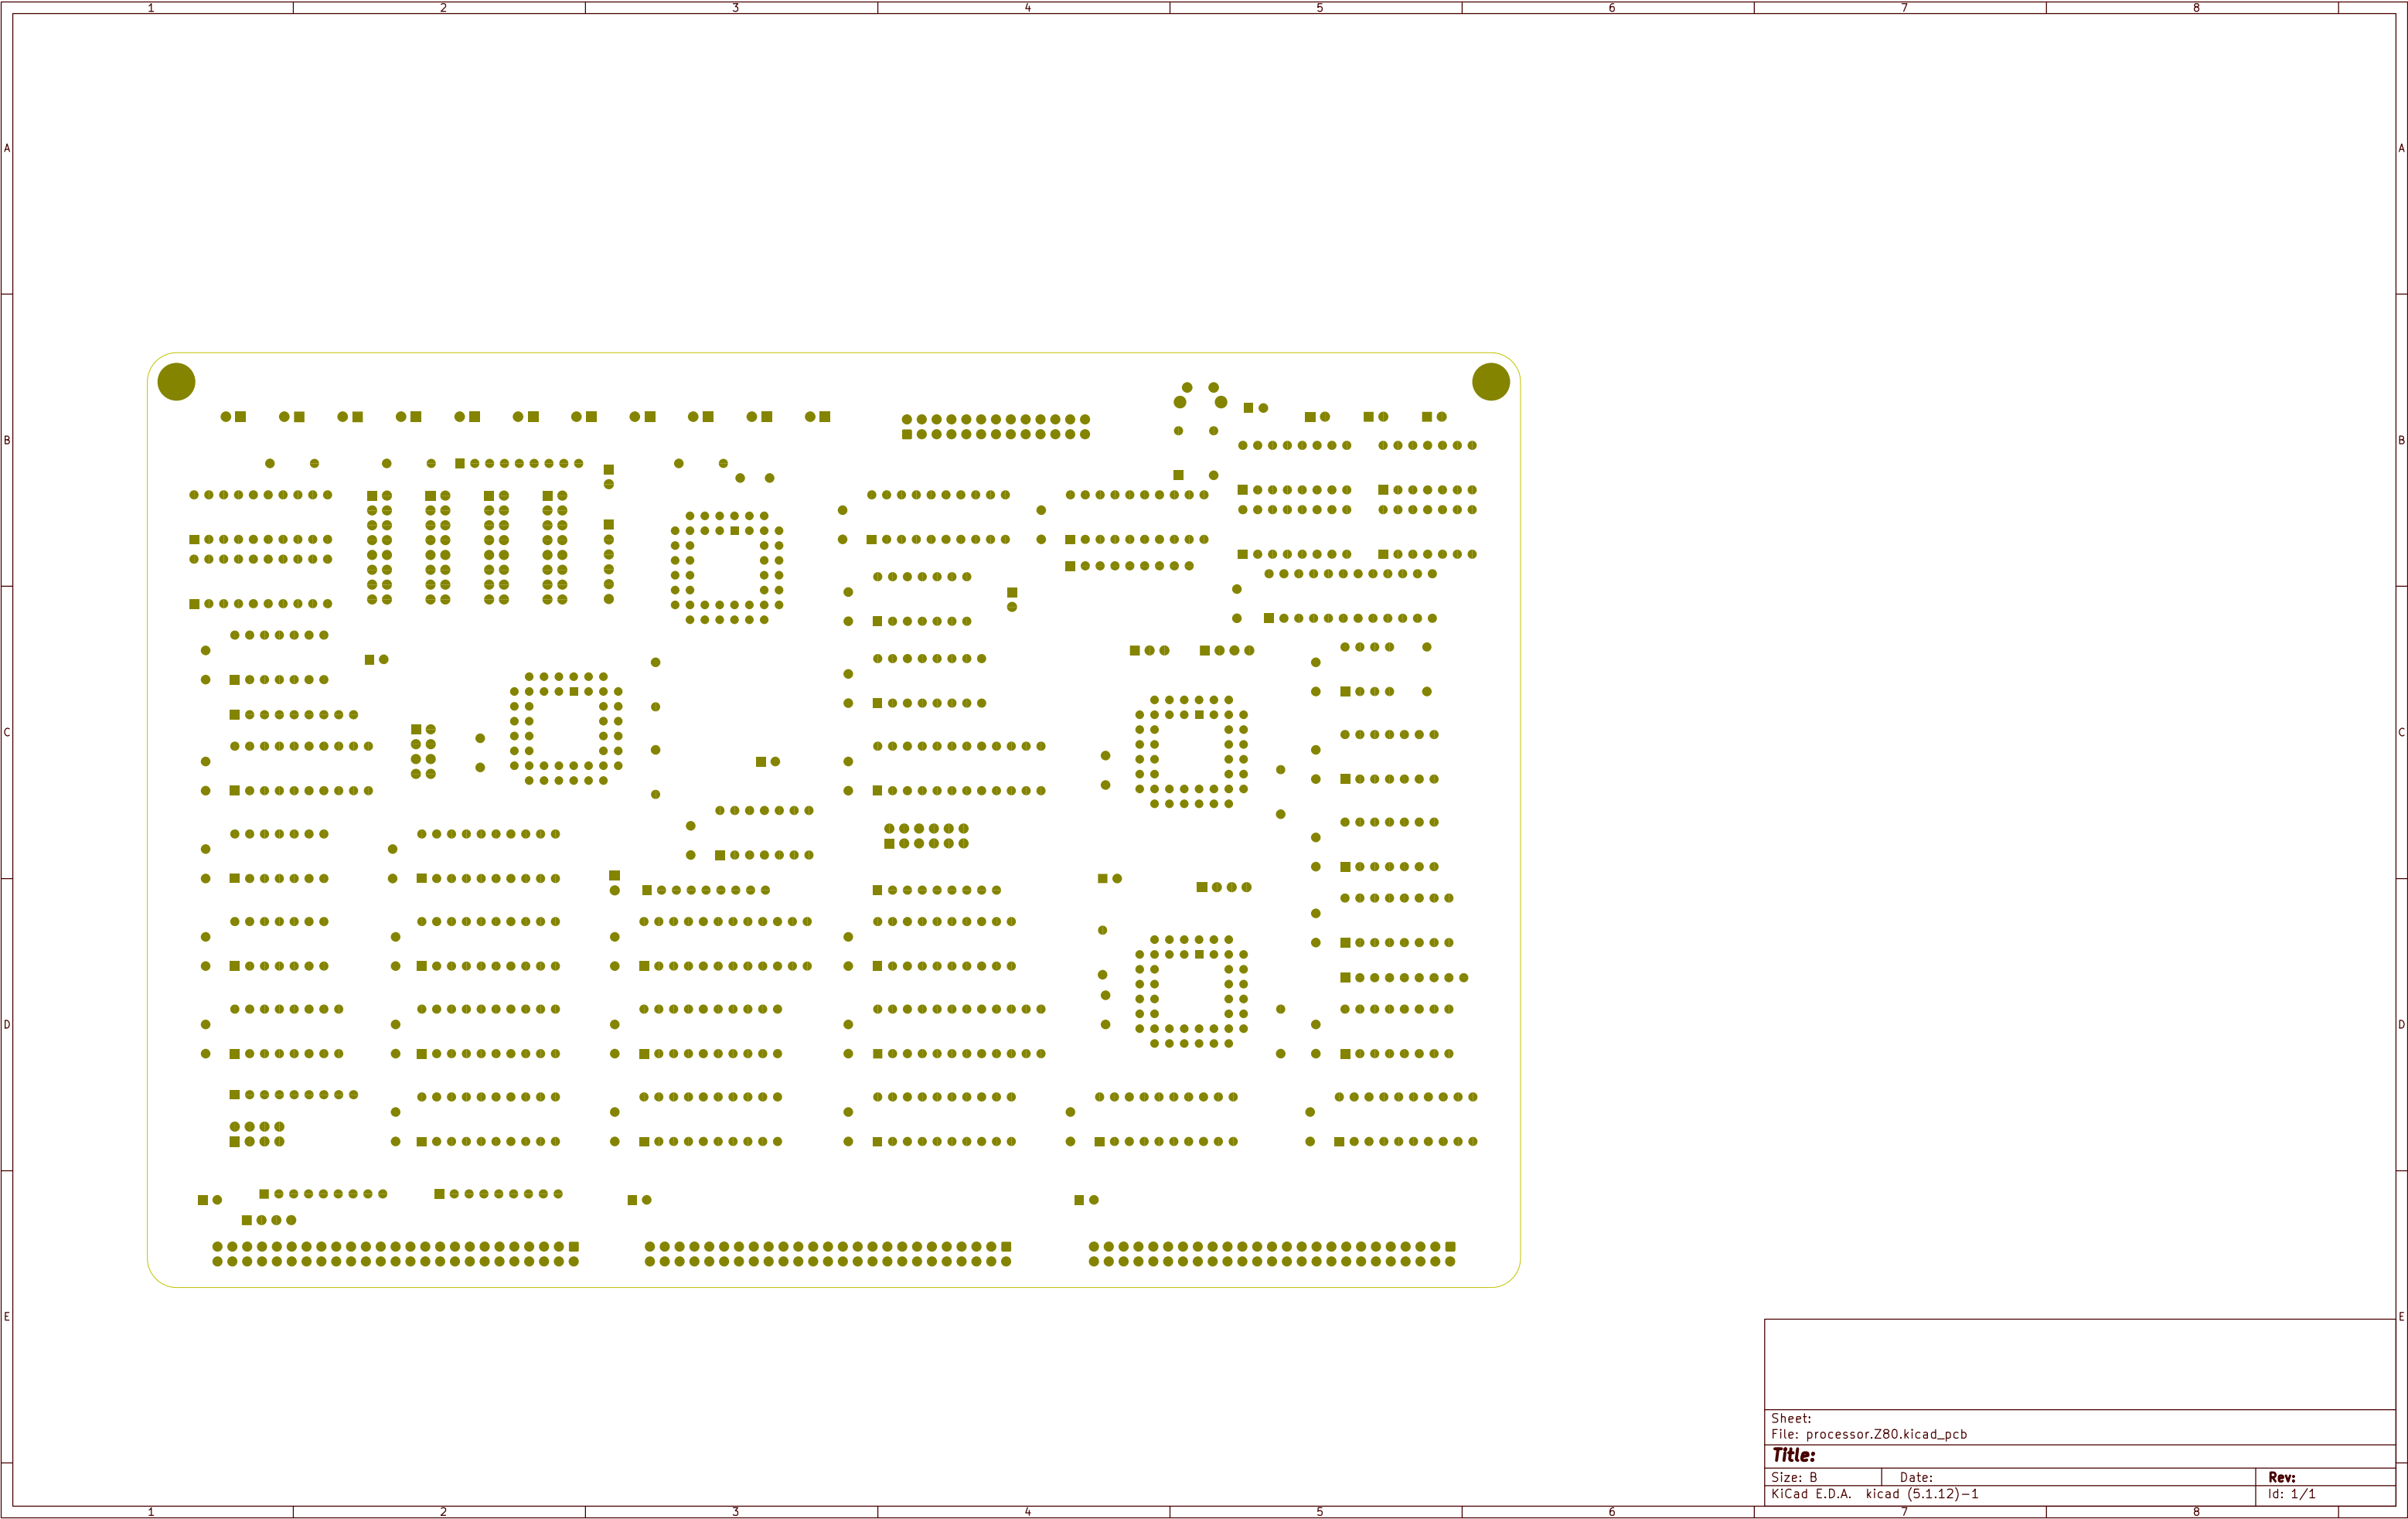 1 2 3 4 5 6 7 8
A A
B B
C C
D D
E E
Sheet:
File: processor.Z80.kicad_pcb
Title:
Size: B Date: Rev:
KiCad E.D.A. kicad (5.1.12)-1 Id: 1/1
1 2 3 4 5 6 7 8